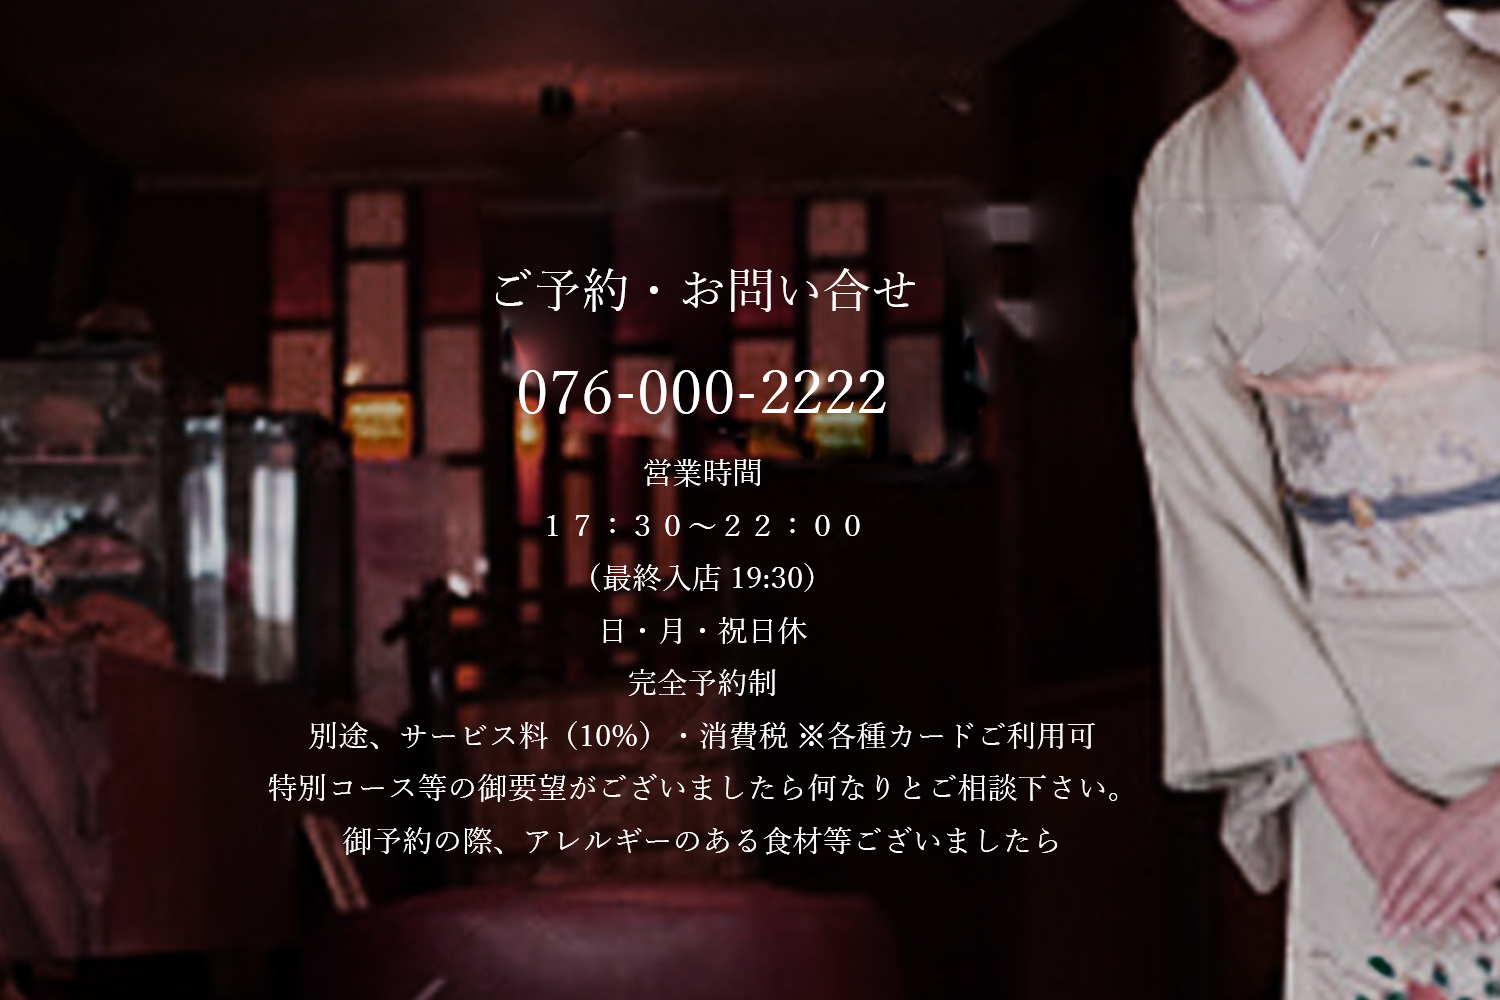 ご予約・お問い合せ
076-000-2222
営業時間
１７：３０～２２：００
（最終入店 19:30）
日・月・祝日休
完全予約制
別途、サービス料（10%）・消費税 ※各種カードご利用可
特別コース等の御要望がございましたら何なりとご相談下さい。
御予約の際、アレルギーのある食材等ございましたら